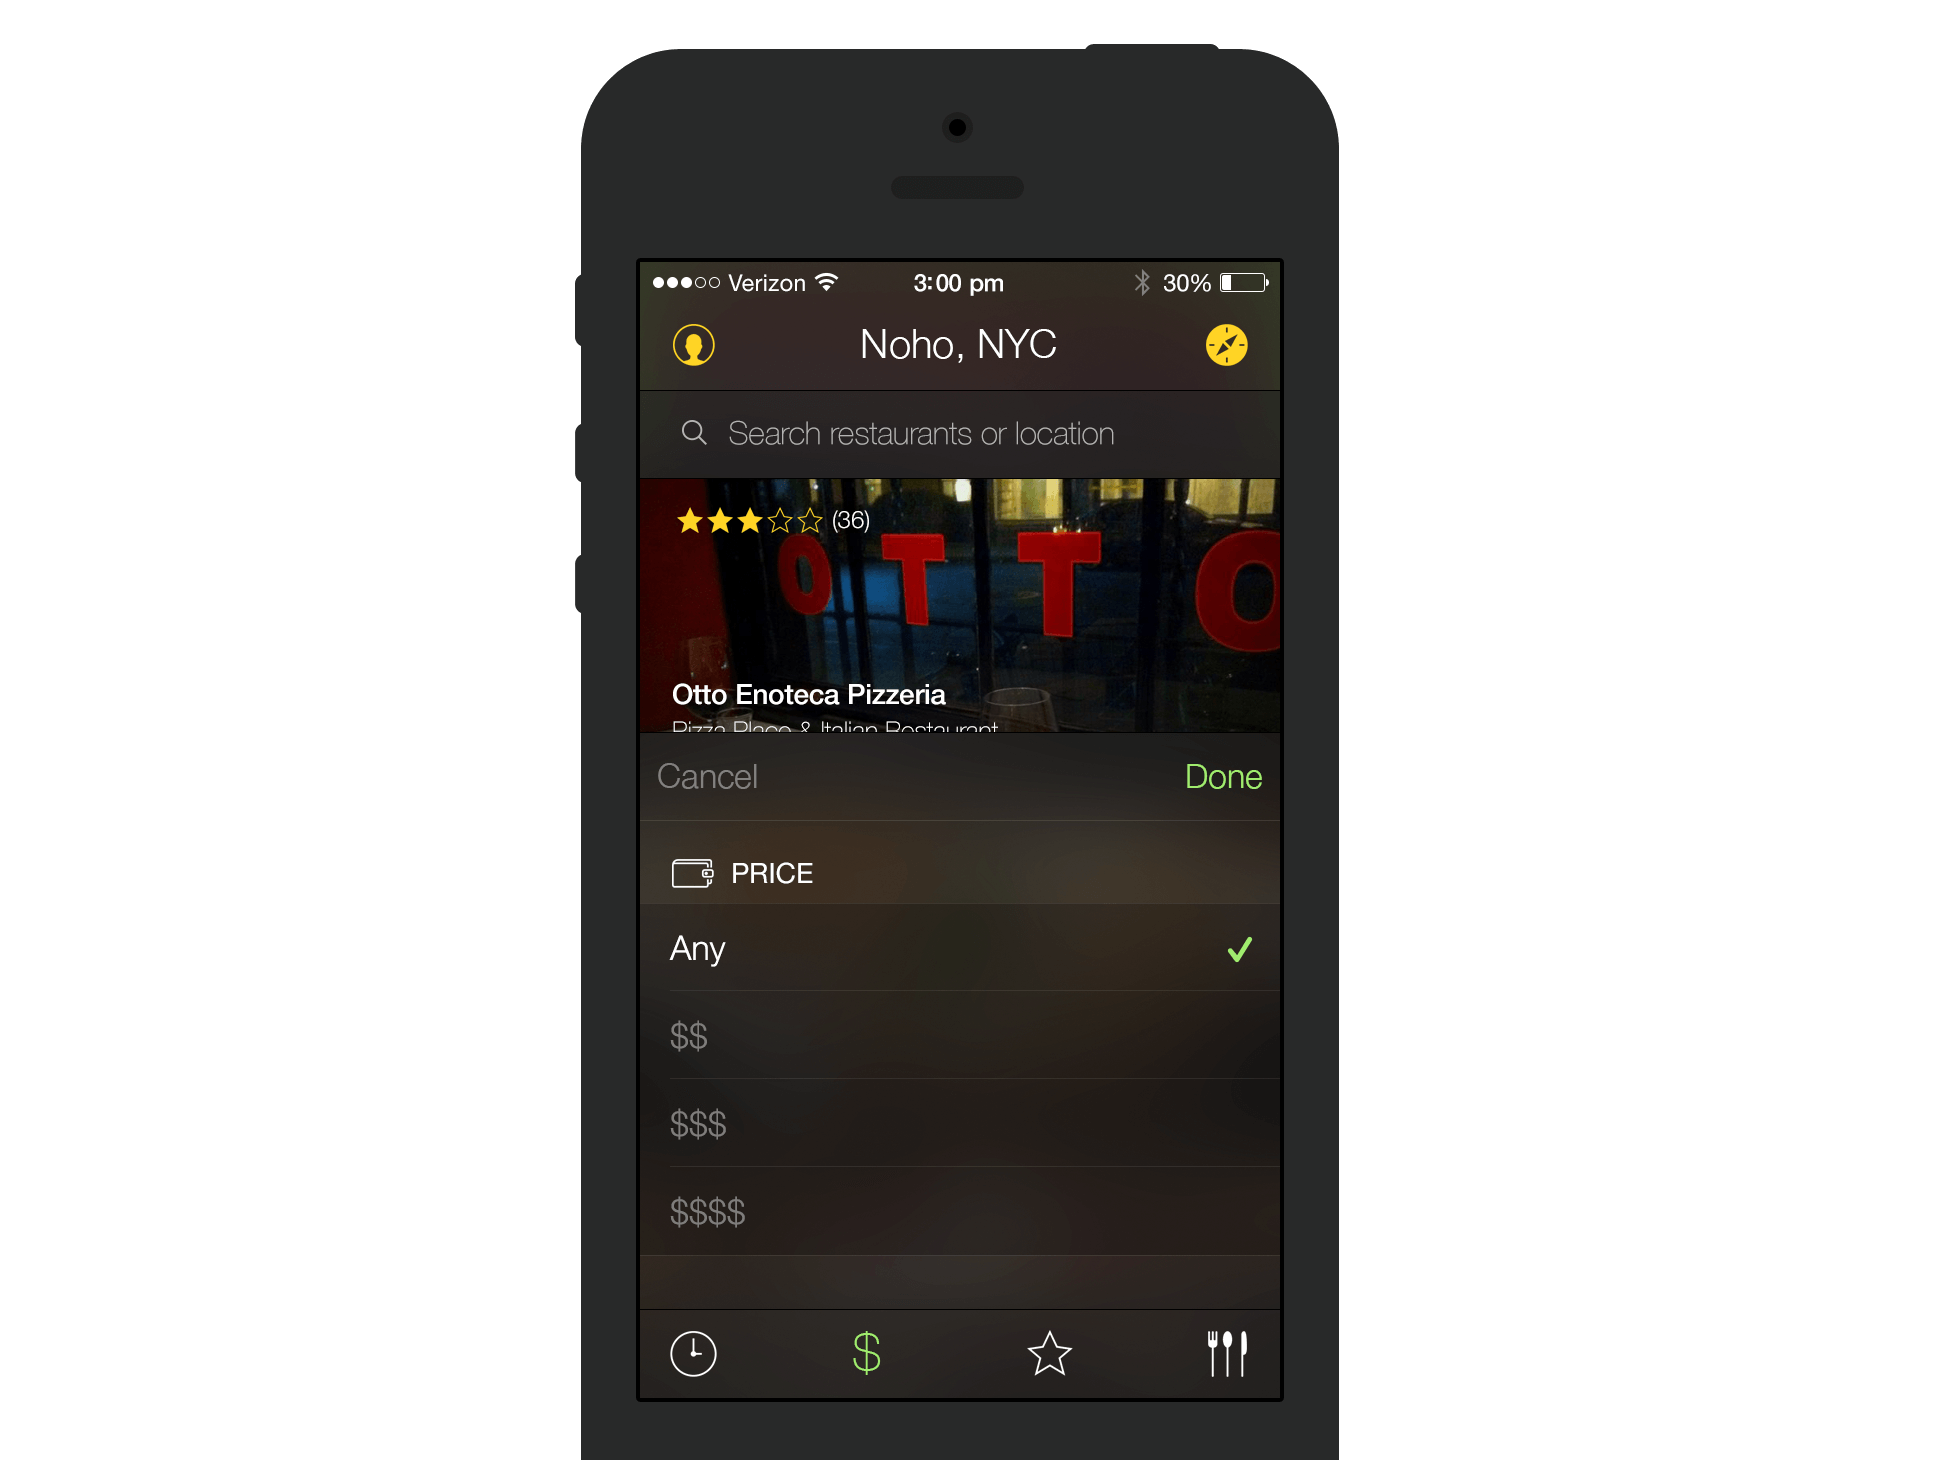 Verizon 3:00 pm 30%
Noho, NYC
Search restaurants or location
(36)
OTTO
Otto Enoteca Pizzeria
Pizza Place & Italian Restaurant
Cancel Done
PRICE
Any
$$
$$$
$$$$
$